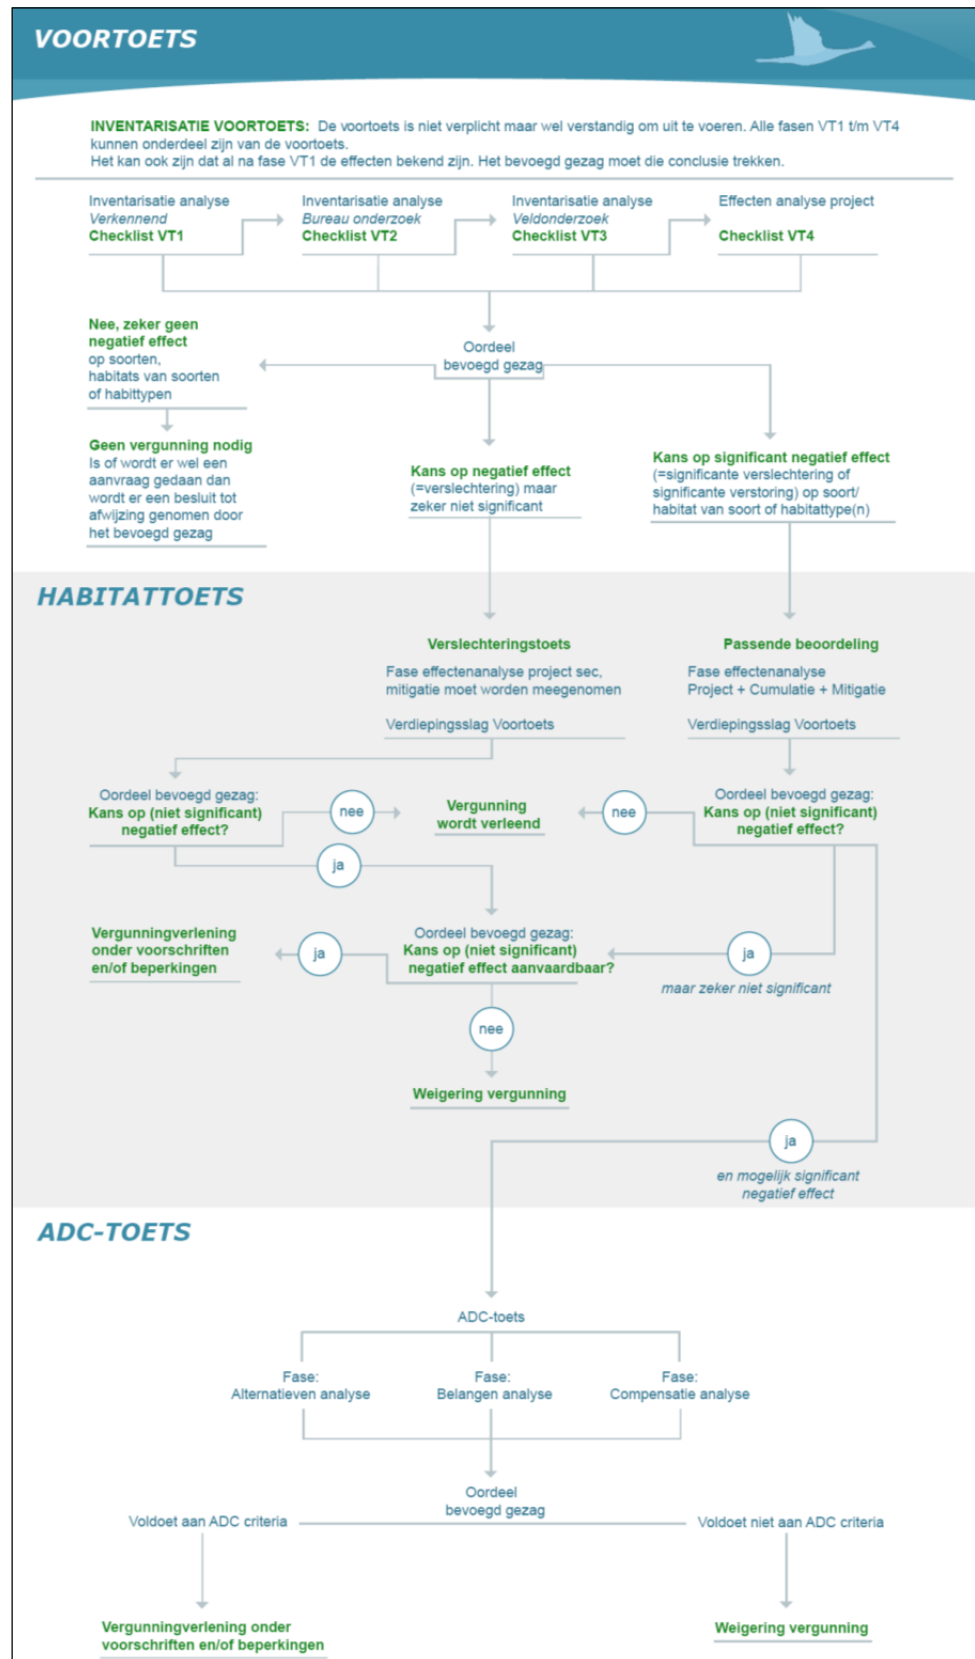 VOORTOETS
INVENTARISATIE VOORTOETS: De voortoets is niet verplicht maar wel verstandig om uit te voeren. Alle fasen VT1 t/m VT4
kunnen onderdeel zijn van de voortoets.
Het kan ook zijn dat al na fase VT1 de effecten bekend zijn. Het bevoegd gezag moet die conclusie trekken.
Inventarisatie analyse
Verkennend
Checklist VT1
Inventarisatie analyse
Bureau onderzoek
Checklist VT2
Inventarisatie analyse
Veldonderzoek
Checklist VT3
Effecten analyse project
Checklist VT4
Oordeel
bevoegd gezag
Nee, zeker geen
negatief effect
op soorten,
habitats van soorten
of habittypen
Geen vergunning nodig
Is of wordt er wel een
aanvraag gedaan dan
wordt er een besluit tot
afwijzing genomen door
het bevoegd gezag
Kans op negatief effect
(=verslechtering) maar
zeker niet significant
Kans op significant negatief effect
(=significante verslechtering of
significante verstoring) op soort/
habitat van soort of habitattype(n)
HABITATTOETS
Verslechteringstoets
Fase effectenanalyse project sec,
mitigatie moet worden meegenomen
Verdiepingsslag Voortoets
Passende beoordeling
Fase effectenanalyse
Project + Cumulatie + Mitigatie
Verdiepingsslag Voortoets
Oordeel bevoegd gezag:
Kans op (niet significant)
negatief effect?
nee
Vergunning
wordt verleend
nee
Oordeel bevoegd gezag:
Kans op (niet significant)
negatief effect?
ja
Vergunningverlening
onder voorschriften
en/of beperkingen
ja
Oordeel bevoegd gezag:
Kans op (niet significant)
negatief effect aanvaardbaar?
ja
maar zeker niet significant
nee
Weigering vergunning
ja
en mogelijk significant
negatief effect
ADC-TOETS
ADC-toets
Fase:
Alternatieven analyse
Fase:
Belangen analyse
Fase:
Compensatie analyse
Oordeel
bevoegd gezag
Voldoet aan ADC criteria
Voldoet niet aan ADC criteria
Vergunningverlening onder
voorschriften en/of beperkingen
Weigering vergunning